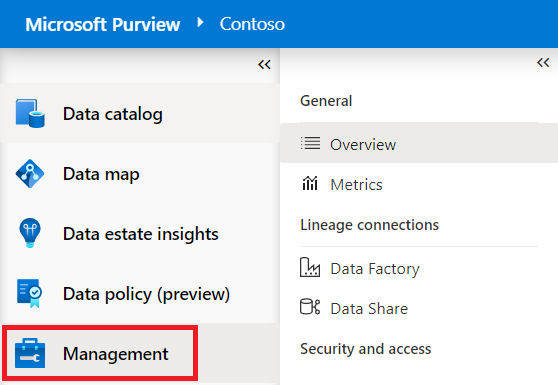 Microsoft Purview Contoso
Data catalog
Data map
Data estate insights
Data policy (preview)
Management
General
Overview
Metrics
Lineage connections
Data Factory
Data Share
Security and access